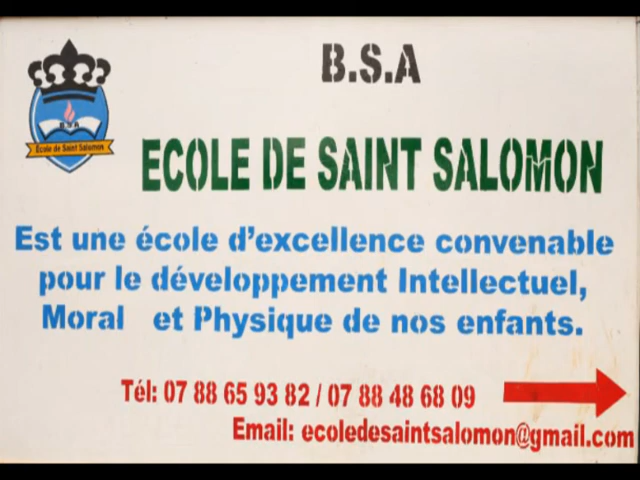 B.S.A
B.S.A
Ecole de Saint Salomon
ECOLE DE SAINT SALOMON
Est une école d'excellence convenable
pour le développement Intellectuel,
Moral et Physique de nos enfants.
Tél: 07 88 65 93 82 / 07 88 48 68 09
Email: ecoledesaintsalomon@gmail.com